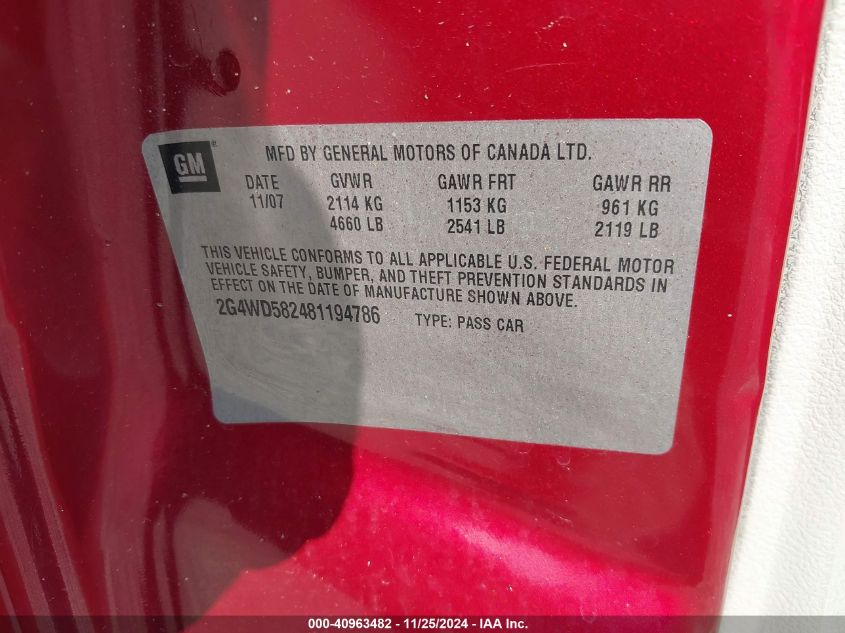 GM® MFD BY GENERAL MOTORS OF CANADA LTD.
DATE GVWR GAWR FRT GAWR RR
11/07 2114 KG 1153 KG 961 KG
4660 LB 2541 LB 2119 LB
THIS VEHICLE CONFORMS TO ALL APPLICABLE U.S. FEDERAL MOTOR
VEHICLE SAFETY, BUMPER, AND THEFT PREVENTION STANDARDS IN
EFFECT ON THE DATE OF MANUFACTURE SHOWN ABOVE.
2G4WD582481194786 TYPE: PASS CAR
000-40963482 - 11/25/2024 - IAA Inc.